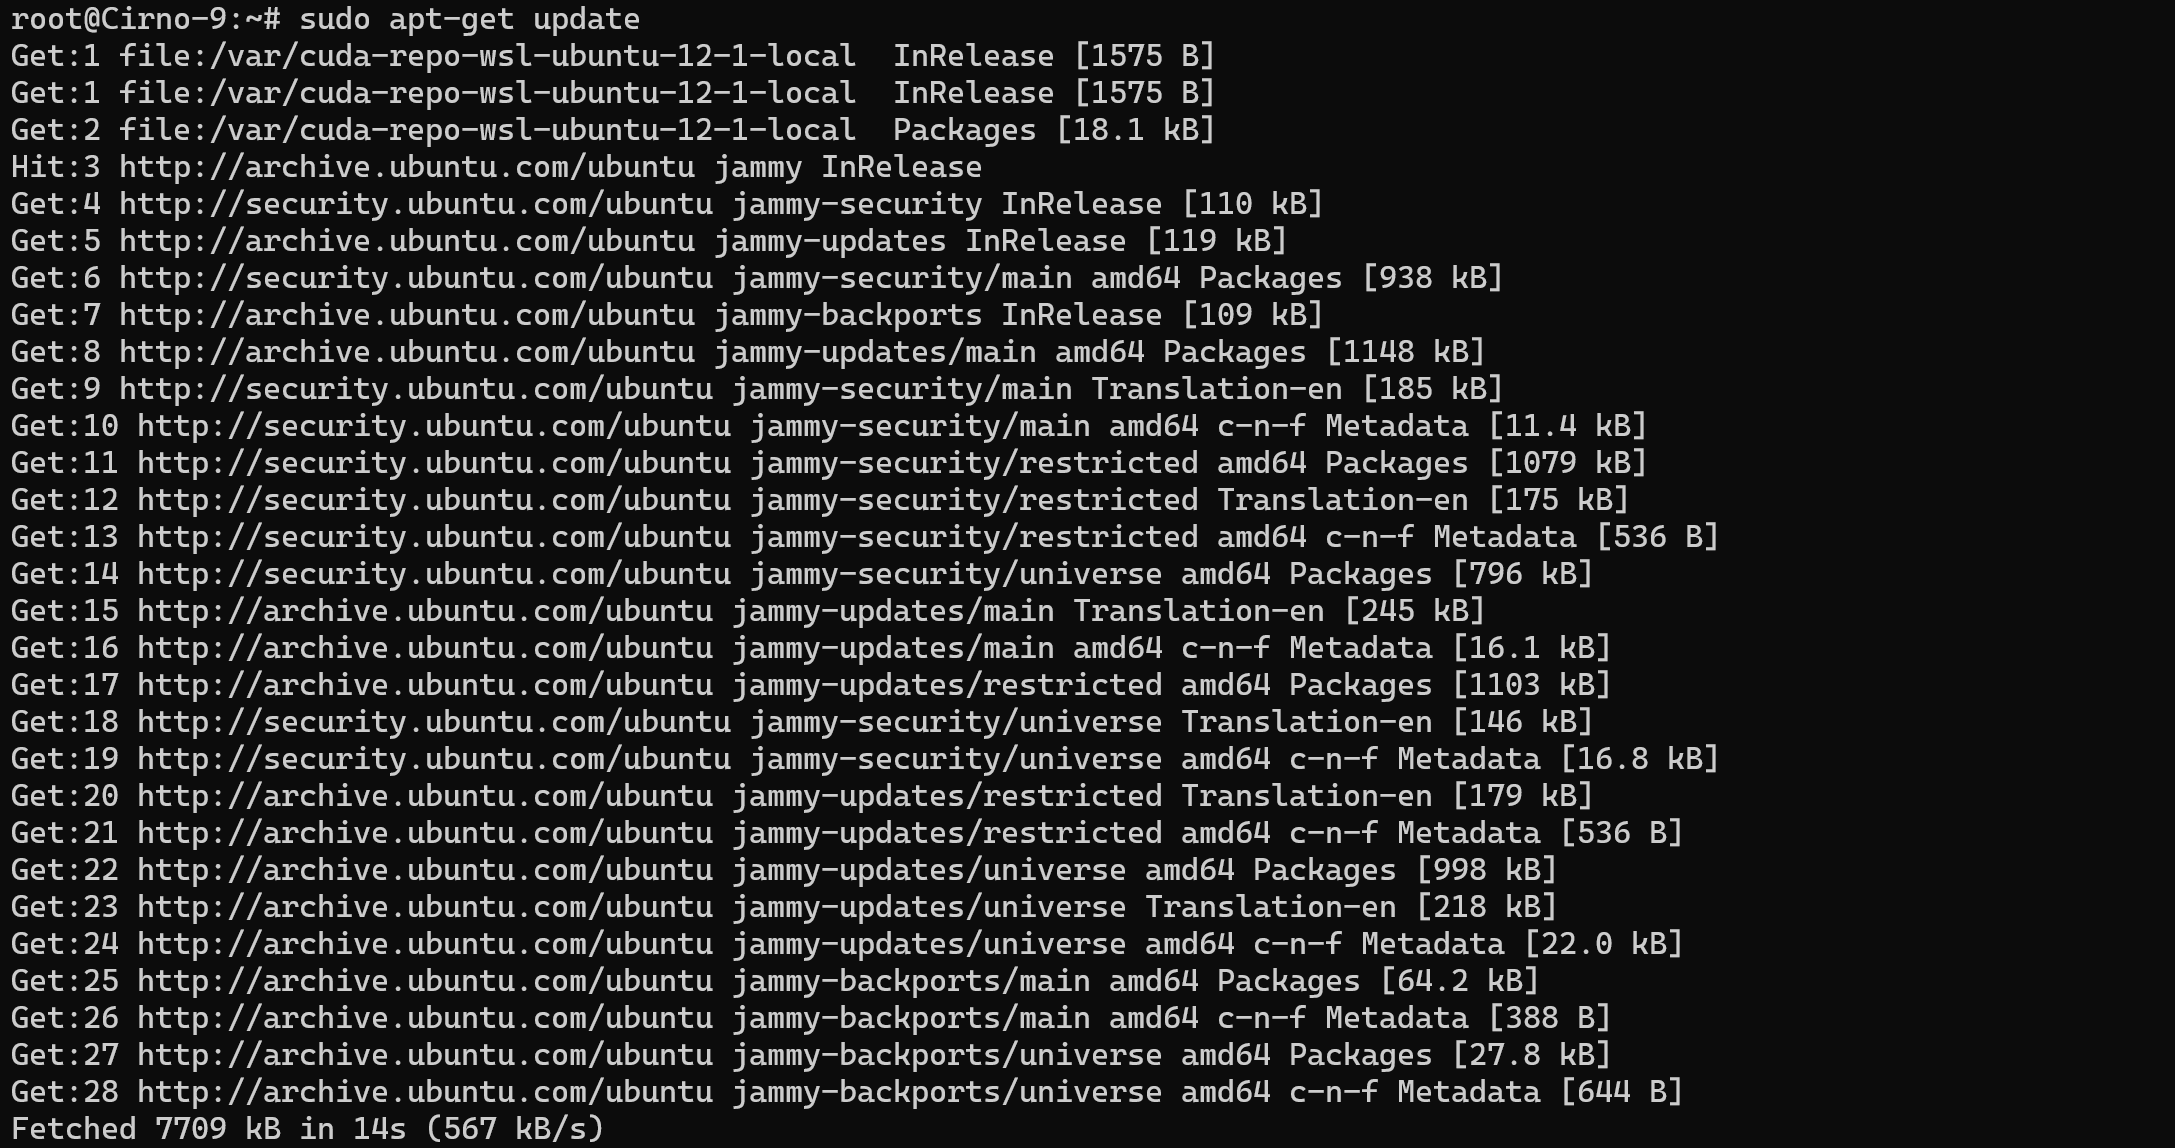 root@Cirno-9:~# sudo apt-get update
Get:1 file:/var/cuda-repo-wsl-ubuntu-12-1-local  InRelease [1575 B]
Get:1 file:/var/cuda-repo-wsl-ubuntu-12-1-local  InRelease [1575 B]
Get:2 file:/var/cuda-repo-wsl-ubuntu-12-1-local  Packages [18.1 kB]
Hit:3 http://archive.ubuntu.com/ubuntu jammy InRelease
Get:4 http://security.ubuntu.com/ubuntu jammy-security InRelease [110 kB]
Get:5 http://archive.ubuntu.com/ubuntu jammy-updates InRelease [119 kB]
Get:6 http://security.ubuntu.com/ubuntu jammy-security/main amd64 Packages [938 kB]
Get:7 http://archive.ubuntu.com/ubuntu jammy-backports InRelease [109 kB]
Get:8 http://archive.ubuntu.com/ubuntu jammy-updates/main amd64 Packages [1148 kB]
Get:9 http://security.ubuntu.com/ubuntu jammy-security/main Translation-en [185 kB]
Get:10 http://security.ubuntu.com/ubuntu jammy-security/main amd64 c-n-f Metadata [11.4 kB]
Get:11 http://security.ubuntu.com/ubuntu jammy-security/restricted amd64 Packages [1079 kB]
Get:12 http://security.ubuntu.com/ubuntu jammy-security/restricted Translation-en [175 kB]
Get:13 http://security.ubuntu.com/ubuntu jammy-security/restricted amd64 c-n-f Metadata [536 B]
Get:14 http://security.ubuntu.com/ubuntu jammy-security/universe amd64 Packages [796 kB]
Get:15 http://archive.ubuntu.com/ubuntu jammy-updates/main Translation-en [245 kB]
Get:16 http://archive.ubuntu.com/ubuntu jammy-updates/main amd64 c-n-f Metadata [16.1 kB]
Get:17 http://archive.ubuntu.com/ubuntu jammy-updates/restricted amd64 Packages [1103 kB]
Get:18 http://security.ubuntu.com/ubuntu jammy-security/universe Translation-en [146 kB]
Get:19 http://security.ubuntu.com/ubuntu jammy-security/universe amd64 c-n-f Metadata [16.8 kB]
Get:20 http://archive.ubuntu.com/ubuntu jammy-updates/restricted Translation-en [179 kB]
Get:21 http://archive.ubuntu.com/ubuntu jammy-updates/restricted amd64 c-n-f Metadata [536 B]
Get:22 http://archive.ubuntu.com/ubuntu jammy-updates/universe amd64 Packages [998 kB]
Get:23 http://archive.ubuntu.com/ubuntu jammy-updates/universe Translation-en [218 kB]
Get:24 http://archive.ubuntu.com/ubuntu jammy-updates/universe amd64 c-n-f Metadata [22.0 kB]
Get:25 http://archive.ubuntu.com/ubuntu jammy-backports/main amd64 Packages [64.2 kB]
Get:26 http://archive.ubuntu.com/ubuntu jammy-backports/main amd64 c-n-f Metadata [388 B]
Get:27 http://archive.ubuntu.com/ubuntu jammy-backports/universe amd64 Packages [27.8 kB]
Get:28 http://archive.ubuntu.com/ubuntu jammy-backports/universe amd64 c-n-f Metadata [644 B]
Fetched 7709 kB in 14s (567 kB/s)